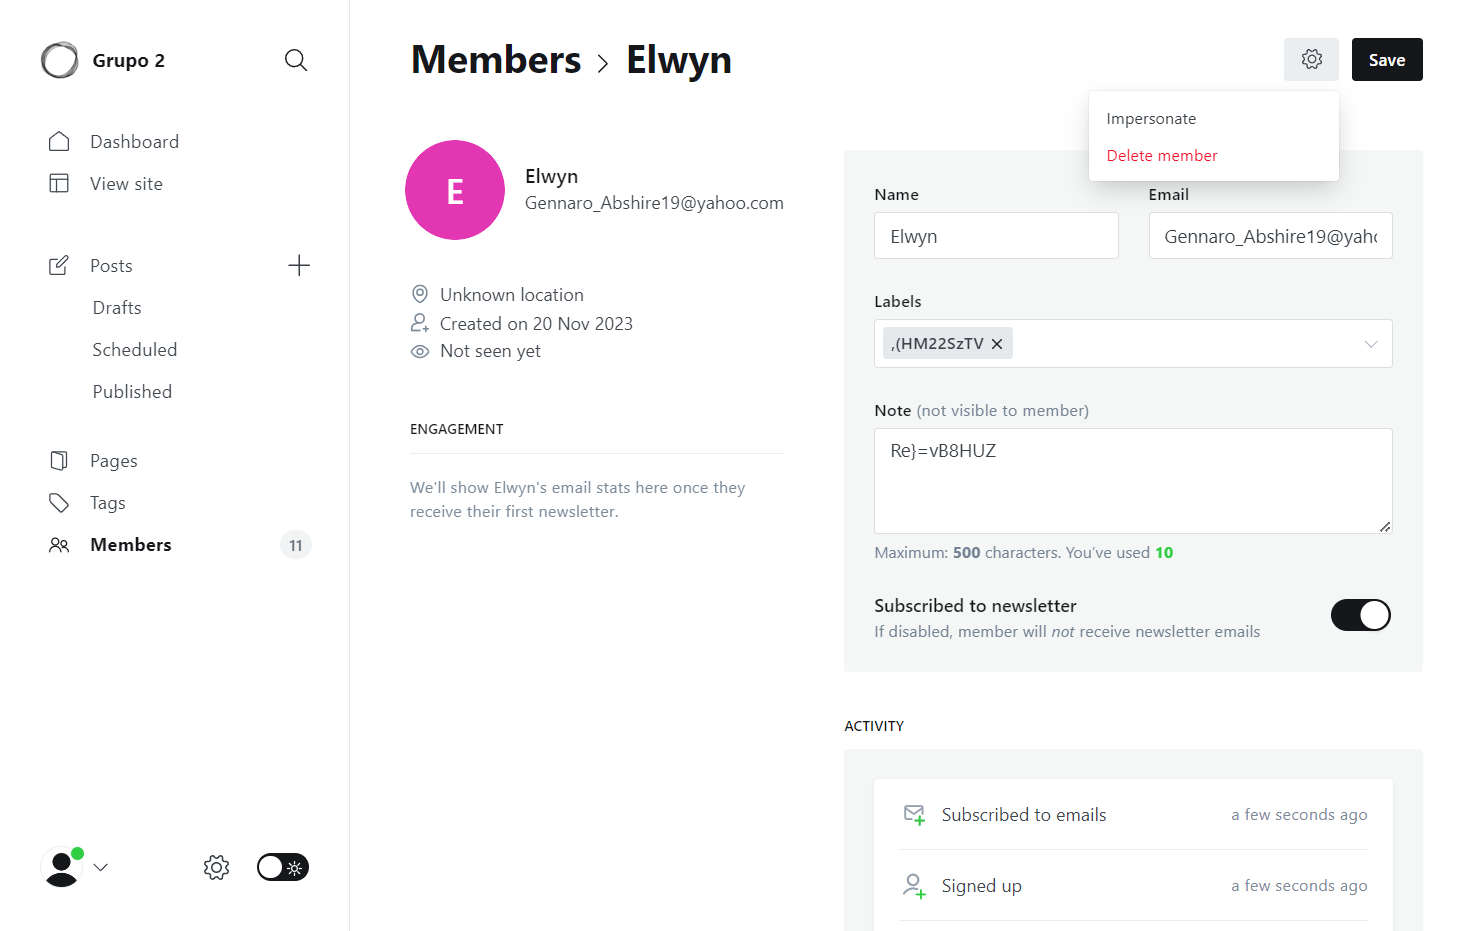 Grupo 2
Dashboard
View site
Posts
Drafts
Scheduled
Published
Pages
Tags
Members 11
Members > Elwyn
Save
Impersonate
Delete member
E
Elwyn
Gennaro_Abshire19@yahoo.com
Unknown location
Created on 20 Nov 2023
Not seen yet
ENGAGEMENT
We'll show Elwyn's email stats here once they
receive their first newsletter.
Name Email
Elwyn Gennaro_Abshire19@yaho
Labels
,(HM22SzTV
Note (not visible to member)
Re}=vB8HUZ
Maximum: 500 characters. You've used 10
Subscribed to newsletter
If disabled, member will not receive newsletter emails
ACTIVITY
Subscribed to emails a few seconds ago
Signed up a few seconds ago